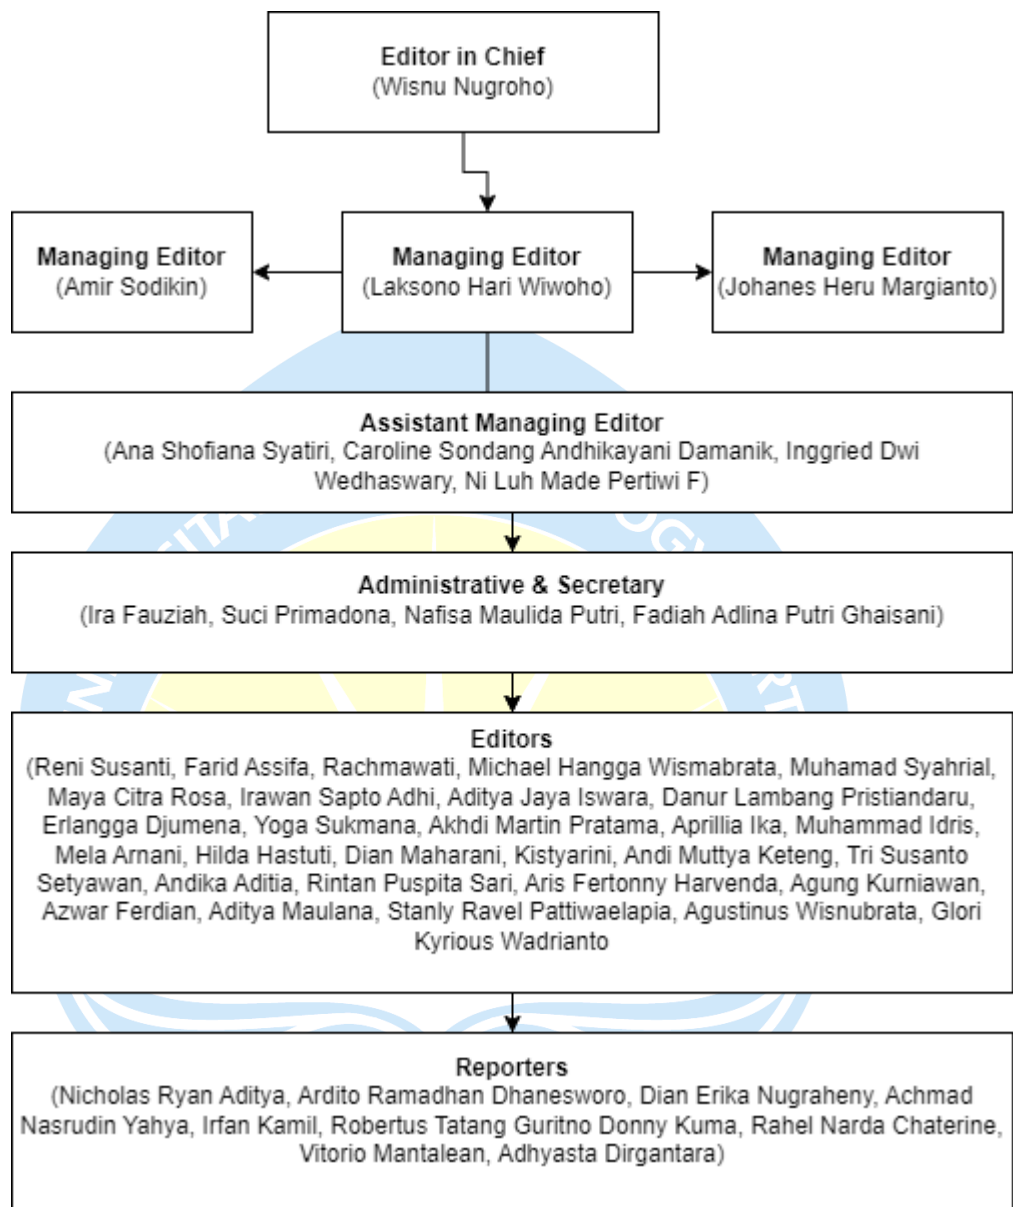 Editor in Chief
(Wisnu Nugroho)
Managing Editor
(Amir Sodikin)
Managing Editor
(Laksono Hari Wiwoho)
Managing Editor
(Johanes Heru Margianto)
Assistant Managing Editor
(Ana Shofiana Syatiri, Caroline Sondang Andhikayani Damanik, Inggried Dwi
Wedhaswary, Ni Luh Made Pertiwi F)
Administrative & Secretary
(Ira Fauziah, Suci Primadona, Nafisa Maulida Putri, Fadiah Adlina Putri Ghaisani)
Editors
(Reni Susanti, Farid Assifa, Rachmawati, Michael Hangga Wismabrata, Muhamad Syahrial,
Maya Citra Rosa, Irawan Sapto Adhi, Aditya Jaya Iswara, Danur Lambang Pristiandaru,
Erlangga Djumena, Yoga Sukmana, Akhdi Martin Pratama, Aprillia Ika, Muhammad Idris,
Mela Arnani, Hilda Hastuti, Dian Maharani, Kistyarini, Andi Muttya Keteng, Tri Susanto
Setyawan, Andika Aditia, Rintan Puspita Sari, Aris Fertonny Harvenda, Agung Kurniawan,
Azwar Ferdian, Aditya Maulana, Stanly Ravel Pattiwaelapia, Agustinus Wisnubrata, Glori
Kyrious Wadrianto
Reporters
(Nicholas Ryan Aditya, Ardito Ramadhan Dhanesworo, Dian Erika Nugraheny, Achmad
Nasrudin Yahya, Irfan Kamil, Robertus Tatang Guritno Donny Kuma, Rahel Narda Chaterine,
Vitorio Mantalean, Adhyasta Dirgantara)